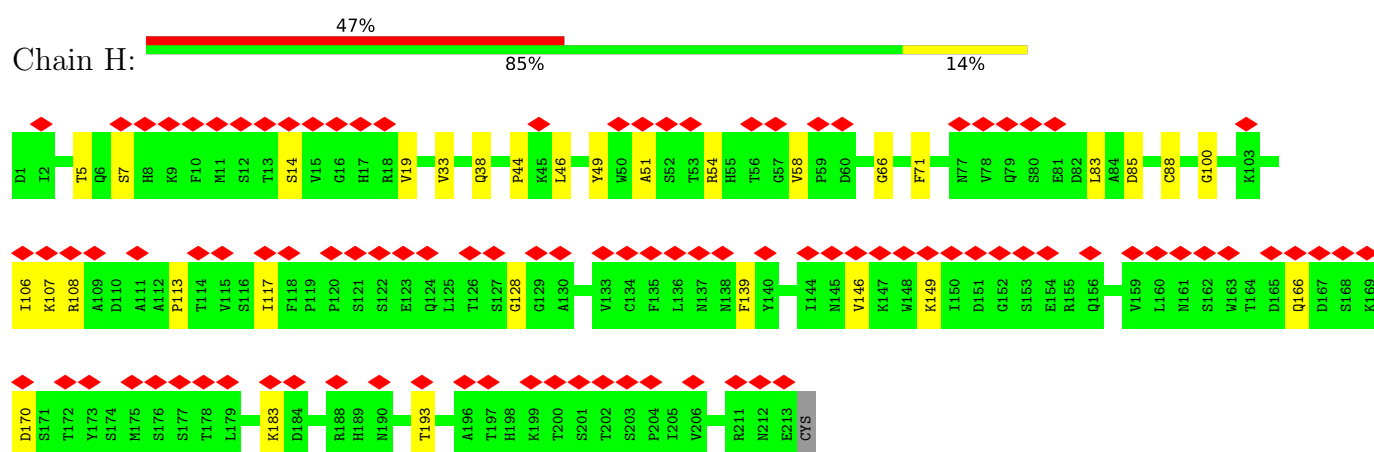 47%
Chain H:
85% 14%
D1 I2 T5 Q6 S7 H8 K9 F10 M11 S12 T13 S14 V15 G16 H17 R18 V19 V33 Q38 P44 K45 L46 Y49 W50 A51 S52 T53 R54 H55 T56 G57 V58 P59 D60 G66 F71 N77 V78 Q79 S80 E81 D82 L83 A84 D85 C88 G100 K103
I106 K107 R108 A109 D110 A111 A112 P113 T114 V115 S116 I117 F118 P119 P120 S121 S122 E123 Q124 L125 T126 S127 G128 G129 A130 V133 C134 F135 L136 N137 N138 F139 Y140 I144 N145 V146 K147 W148 K149 I150 D151 G152 S153 E154 R155 Q156 V159 L160 N161 S162 W163 T164 D165 Q166 D167 S168 K169
D170 S171 T172 Y173 S174 M175 S176 S177 T178 L179 K183 D184 R188 H189 N190 T193 A196 T197 H198 K199 T200 S201 T202 S203 P204 I205 V206 R211 N212 E213 CYS